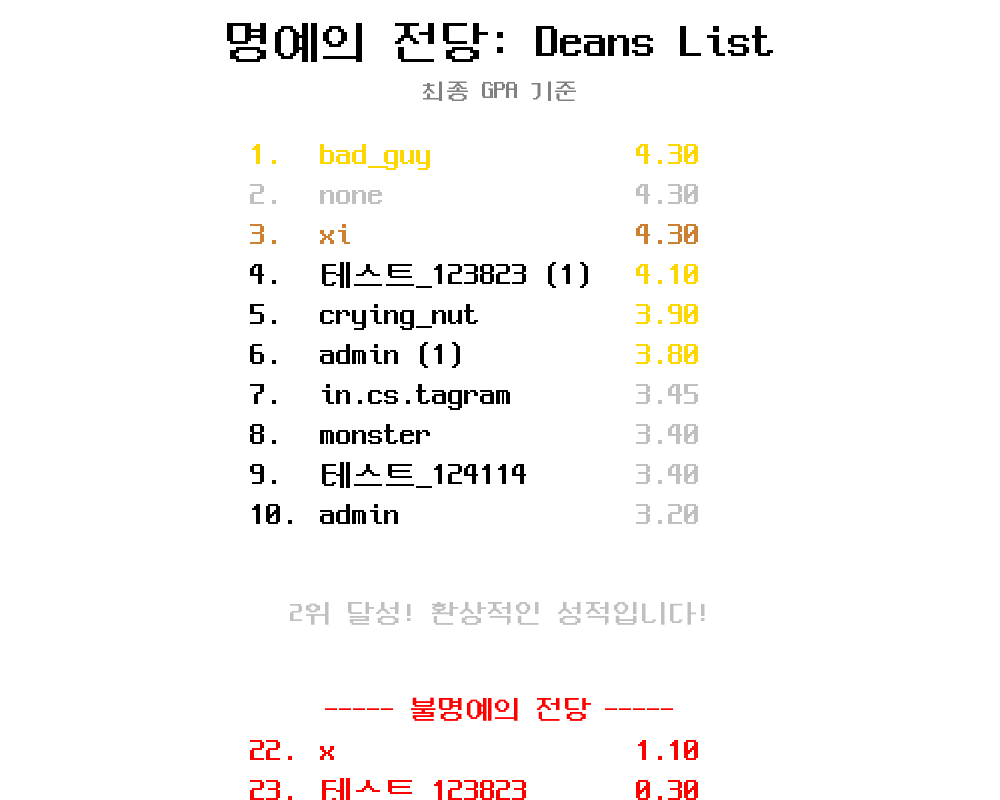 명예의 전당: Deans List
최종 GPA 기준
1. bad_guy 4.30
2. none 4.30
3. xi 4.30
4. 테스트_123823 (1) 4.10
5. crying_nut 3.90
6. admin (1) 3.80
7. in.cs.tagram 3.45
8. monster 3.40
9. 테스트_124114 3.40
10. admin 3.20
2위 달성! 환상적인 성적입니다!
----- 불명예의 전당 -----
22. x 1.10
23. 테스트_123823 0.30